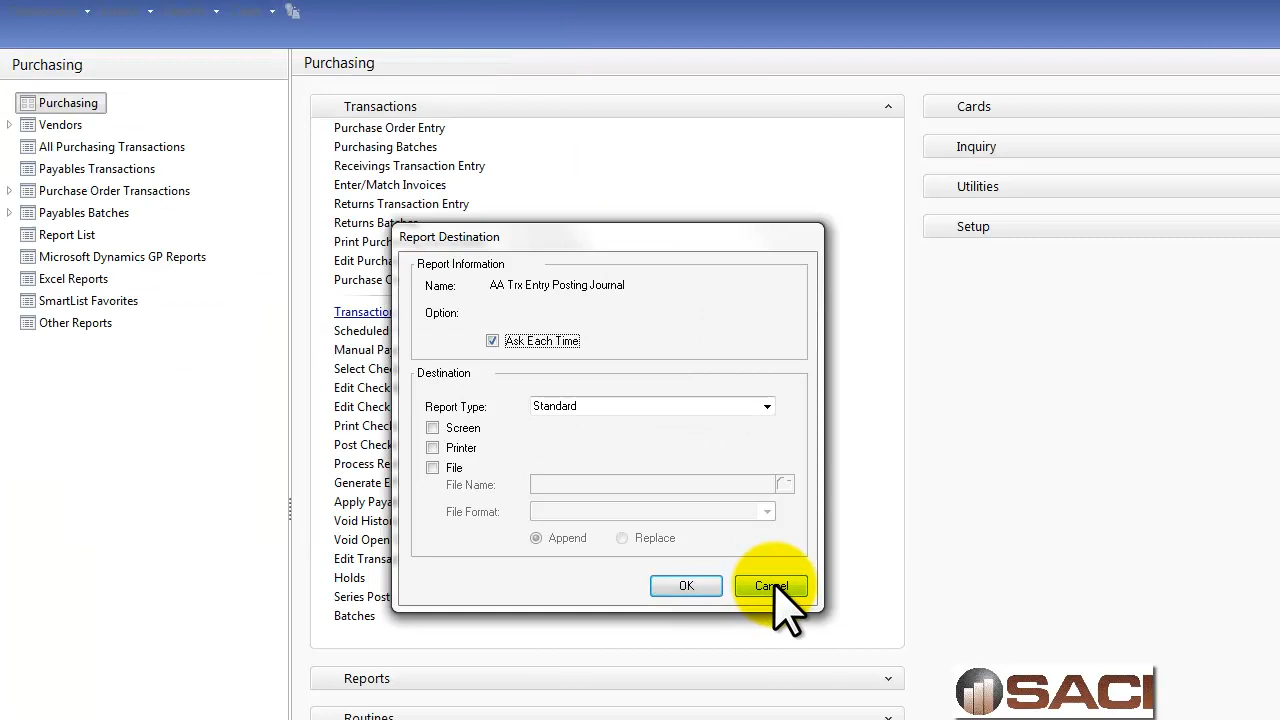 Purchasing
Purchasing
Purchasing
Vendors
All Purchasing Transactions
Payables Transactions
Purchase Order Transactions
Payables Batches
Report List
Microsoft Dynamics GP Reports
Excel Reports
SmartList Favorites
Other Reports
Transactions
Purchase Order Entry
Purchasing Batches
Receivings Transaction Entry
Enter/Match Invoices
Returns Transaction Entry
Returns Batches
Print Purc
Edit Purch
Purchase O
Transaction
Scheduled
Manual Pa
Select Chec
Edit Check
Edit Check
Print Check
Post Check
Process Re
Generate E
Apply Paya
Void Histor
Void Open
Edit Transa
Holds
Series Post
Batches
Reports
Routines
Cards
Inquiry
Utilities
Setup
Report Destination
Report Information
Name: AA Trx Entry Posting Journal
Option:
Ask Each Time
Destination
Report Type: Standard
Screen
Printer
File
File Name:
File Format:
Append Replace
OK Cancel
SACI